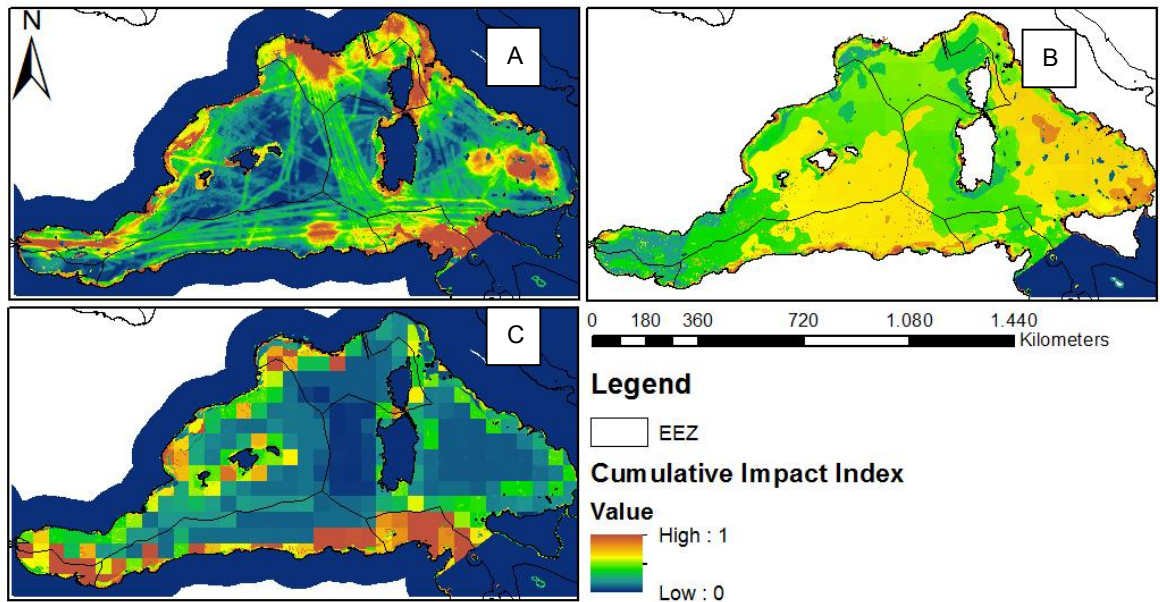 N
A
B
C
0 180 360 720 1.080 1.440
Kilometers
Legend
EEZ
Cumulative Impact Index
Value
High : 1
Low : 0